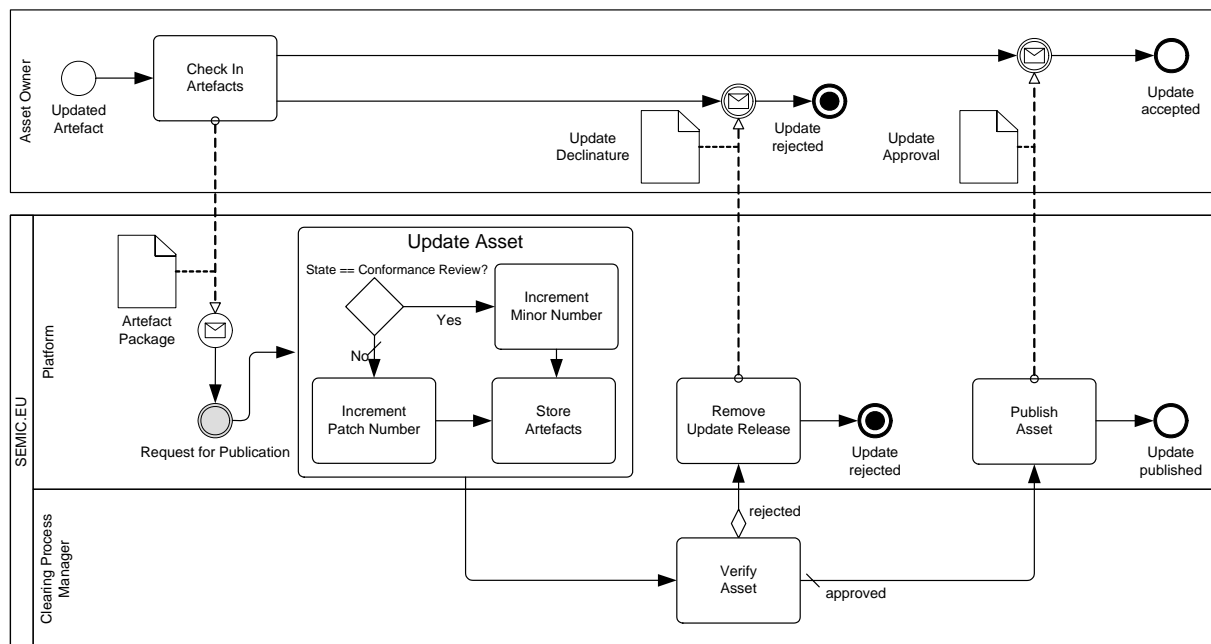 Asset Owner
Updated
Artefact
Check In
Artefacts
Update
Declinature
Update
rejected
Update
Approval
Update
accepted
SEMIC.EU
Platform
Artefact
Package
Request for Publication
Update Asset
State == Conformance Review?
Yes
No
Increment
Minor Number
Increment
Patch Number
Store
Artefacts
Remove
Update Release
Update
rejected
Publish
Asset
Update
published
Clearing Process
Manager
rejected
Verify
Asset
approved